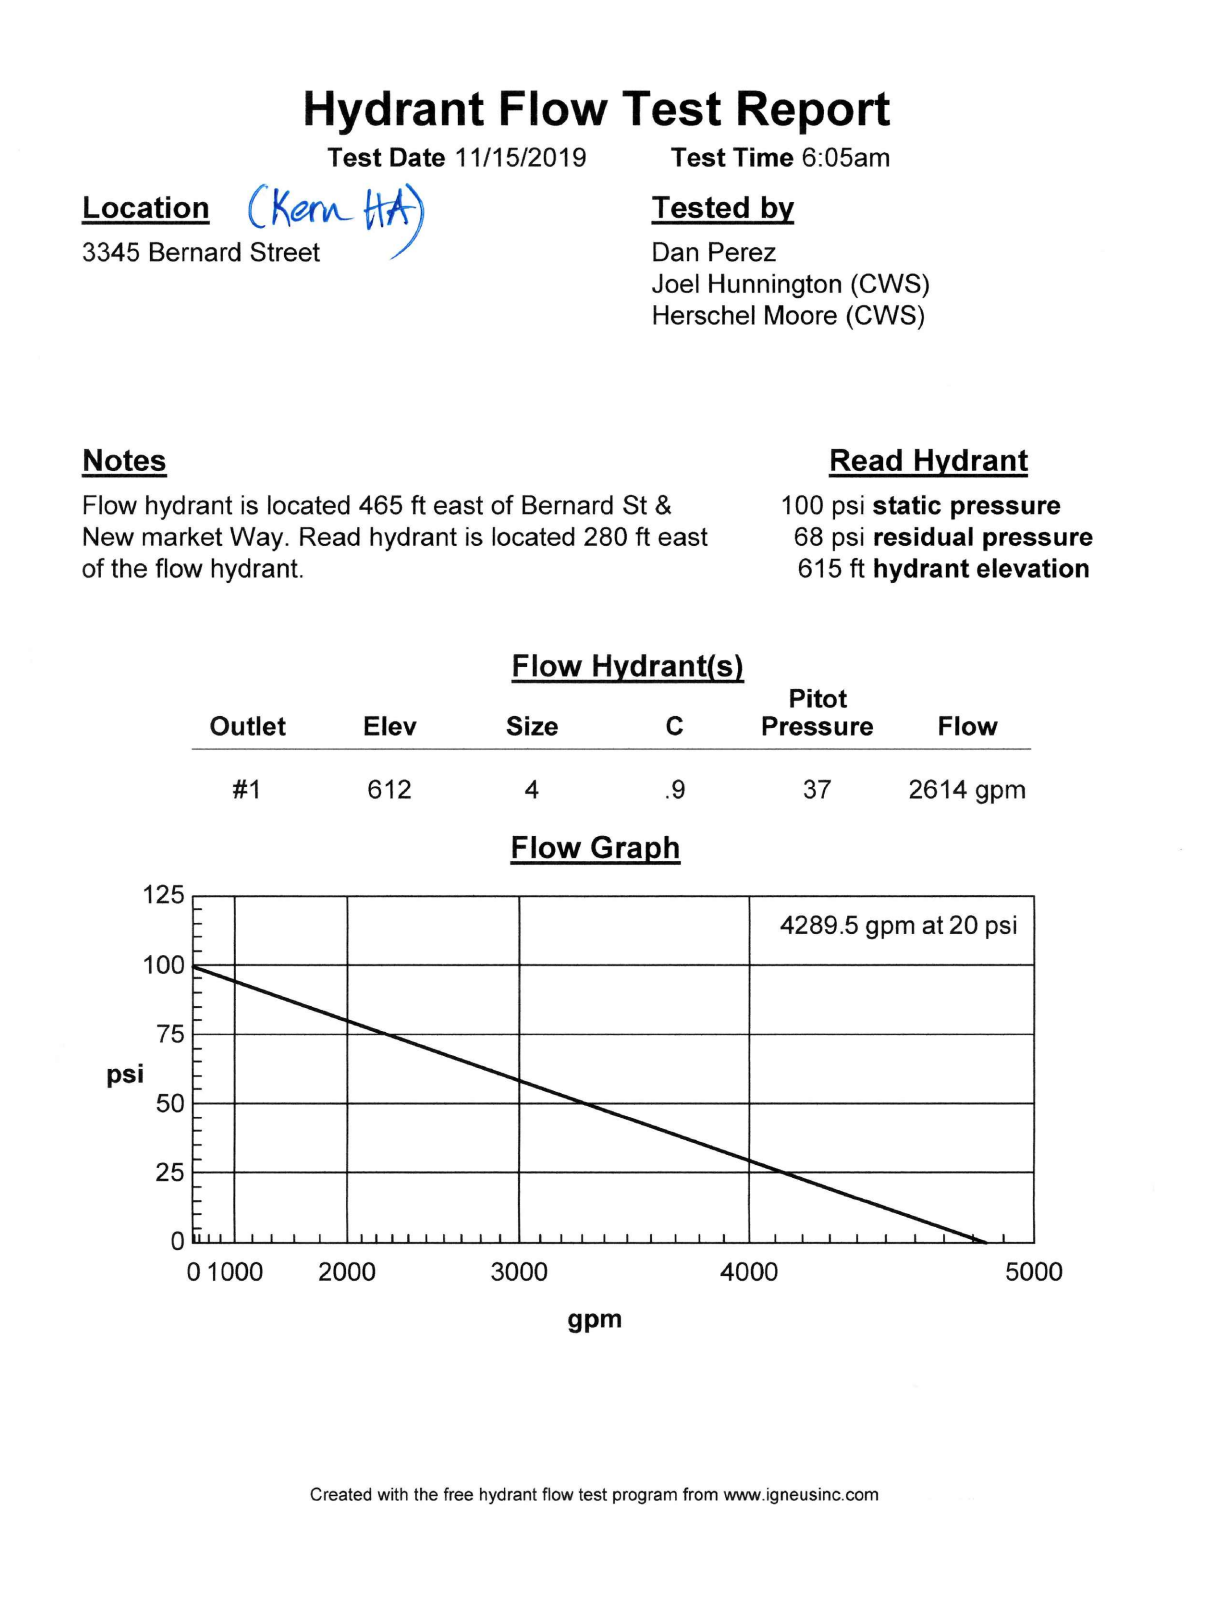 Hydrant Flow Test Report
Test Date 11/15/2019 Test Time 6:05am
Location (Kern HA)
3345 Bernard Street
Tested by
Dan Perez
Joel Hunnington (CWS)
Herschel Moore (CWS)
Notes
Flow hydrant is located 465 ft east of Bernard St &
New market Way. Read hydrant is located 280 ft east
of the flow hydrant.
Read Hydrant
100 psi static pressure
68 psi residual pressure
615 ft hydrant elevation
Flow Hydrant(s)
Outlet Elev Size C Pitot Pressure Flow
#1 612 4 .9 37 2614 gpm
Flow Graph
4289.5 gpm at 20 psi
125
100
75
psi
50
25
0
0 1000 2000 3000 4000 5000
gpm
Created with the free hydrant flow test program from www.igneusinc.com